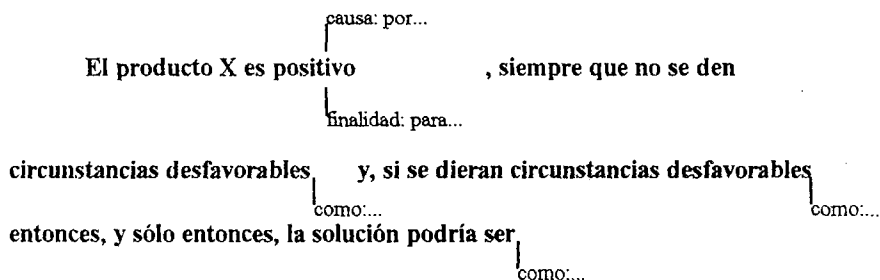 causa: por...
El producto X es positivo , siempre que no se den
finalidad: para...
circunstancias desfavorables y, si se dieran circunstancias desfavorables
como:... como:...
entonces, y sólo entonces, la solución podría ser
como:...